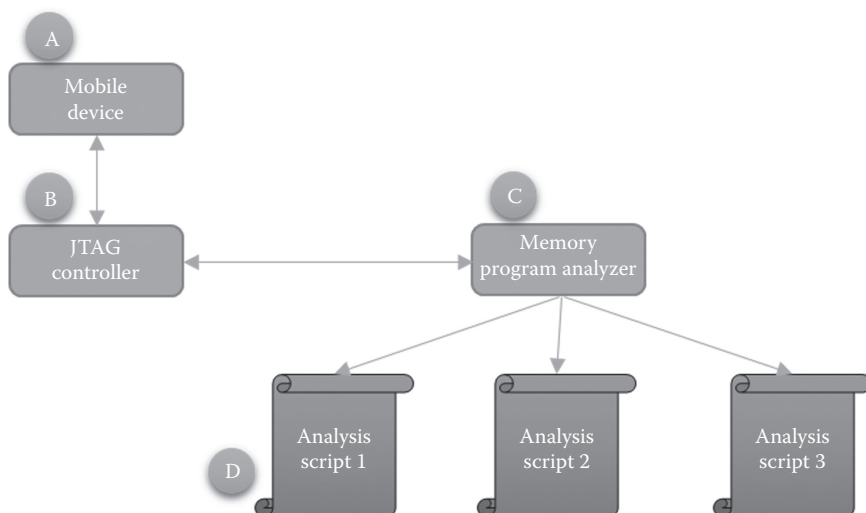 A
Mobile
device
B
JTAG
controller
C
Memory
program analyzer
D
Analysis
script 1
Analysis
script 2
Analysis
script 3